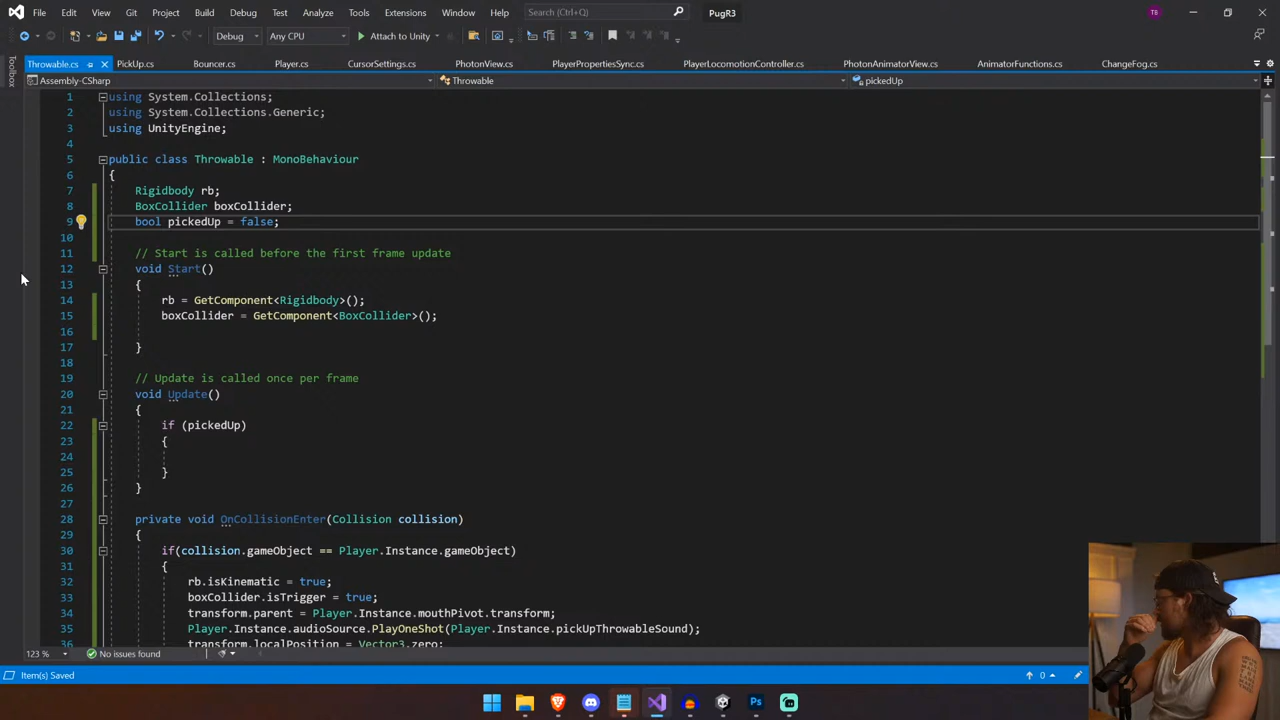 File Edit View Git Project Build Debug Test Analyze Tools Extensions Window Help Search (Ctrl+Q) PugR3 TB
Debug Any CPU Attach to Unity
Throwable.cs PickUp.cs Bouncer.cs Player.cs CursorSettings.cs PhotonView.cs PlayerPropertiesSync.cs PlayerLocomotionController.cs PhotonAnimatorView.cs AnimatorFunctions.cs ChangeFog.cs
Toolbox
Assembly-CSharp Throwable pickedUp
1 using System.Collections;
2 using System.Collections.Generic;
3 using UnityEngine;
4
5 public class Throwable : MonoBehaviour
6 {
7 Rigidbody rb;
8 BoxCollider boxCollider;
9 bool pickedUp = false;
10
11 // Start is called before the first frame update
12 void Start()
13 {
14 rb = GetComponent<Rigidbody>();
15 boxCollider = GetComponent<BoxCollider>();
16
17 }
18
19 // Update is called once per frame
20 void Update()
21 {
22 if (pickedUp)
23 {
24
25 }
26 }
27
28 private void OnCollisionEnter(Collision collision)
29 {
30 if(collision.gameObject == Player.Instance.gameObject)
31 {
32 rb.isKinematic = true;
33 boxCollider.isTrigger = true;
34 transform.parent = Player.Instance.mouthPivot.transform;
35 Player.Instance.audioSource.PlayOneShot(Player.Instance.pickUpThrowableSound);
36 transform.localPosition = Vector3.zero;
123 % No issues found
Item(s) Saved 0